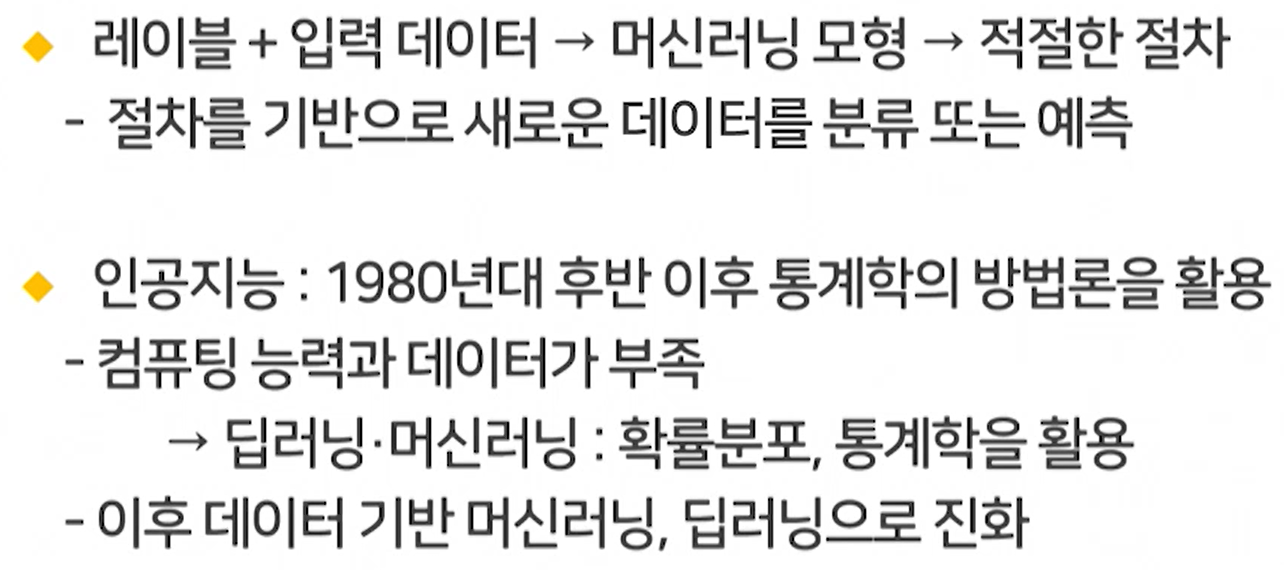 ◆ 레이블 + 입력 데이터 → 머신러닝 모형 → 적절한 절차
- 절차를 기반으로 새로운 데이터를 분류 또는 예측
◆ 인공지능 : 1980년대 후반 이후 통계학의 방법론을 활용
- 컴퓨팅 능력과 데이터가 부족
→ 딥러닝·머신러닝 : 확률분포, 통계학을 활용
- 이후 데이터 기반 머신러닝, 딥러닝으로 진화